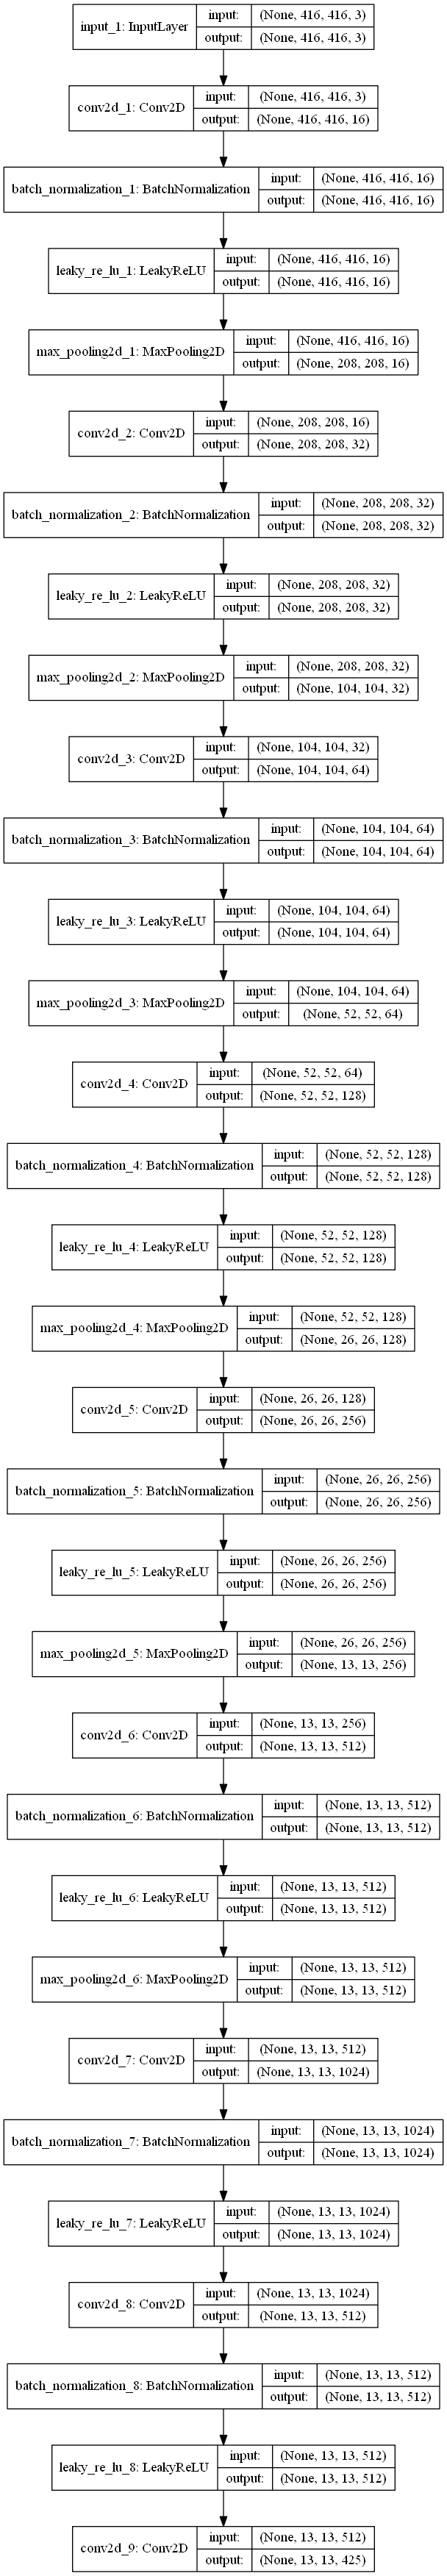 input_1: InputLayer
input: (None, 416, 416, 3)
output: (None, 416, 416, 3)
conv2d_1: Conv2D
input: (None, 416, 416, 3)
output: (None, 416, 416, 16)
batch_normalization_1: BatchNormalization
input: (None, 416, 416, 16)
output: (None, 416, 416, 16)
leaky_re_lu_1: LeakyReLU
input: (None, 416, 416, 16)
output: (None, 416, 416, 16)
max_pooling2d_1: MaxPooling2D
input: (None, 416, 416, 16)
output: (None, 208, 208, 16)
conv2d_2: Conv2D
input: (None, 208, 208, 16)
output: (None, 208, 208, 32)
batch_normalization_2: BatchNormalization
input: (None, 208, 208, 32)
output: (None, 208, 208, 32)
leaky_re_lu_2: LeakyReLU
input: (None, 208, 208, 32)
output: (None, 208, 208, 32)
max_pooling2d_2: MaxPooling2D
input: (None, 208, 208, 32)
output: (None, 104, 104, 32)
conv2d_3: Conv2D
input: (None, 104, 104, 32)
output: (None, 104, 104, 64)
batch_normalization_3: BatchNormalization
input: (None, 104, 104, 64)
output: (None, 104, 104, 64)
leaky_re_lu_3: LeakyReLU
input: (None, 104, 104, 64)
output: (None, 104, 104, 64)
max_pooling2d_3: MaxPooling2D
input: (None, 104, 104, 64)
output: (None, 52, 52, 64)
conv2d_4: Conv2D
input: (None, 52, 52, 64)
output: (None, 52, 52, 128)
batch_normalization_4: BatchNormalization
input: (None, 52, 52, 128)
output: (None, 52, 52, 128)
leaky_re_lu_4: LeakyReLU
input: (None, 52, 52, 128)
output: (None, 52, 52, 128)
max_pooling2d_4: MaxPooling2D
input: (None, 52, 52, 128)
output: (None, 26, 26, 128)
conv2d_5: Conv2D
input: (None, 26, 26, 128)
output: (None, 26, 26, 256)
batch_normalization_5: BatchNormalization
input: (None, 26, 26, 256)
output: (None, 26, 26, 256)
leaky_re_lu_5: LeakyReLU
input: (None, 26, 26, 256)
output: (None, 26, 26, 256)
max_pooling2d_5: MaxPooling2D
input: (None, 26, 26, 256)
output: (None, 13, 13, 256)
conv2d_6: Conv2D
input: (None, 13, 13, 256)
output: (None, 13, 13, 512)
batch_normalization_6: BatchNormalization
input: (None, 13, 13, 512)
output: (None, 13, 13, 512)
leaky_re_lu_6: LeakyReLU
input: (None, 13, 13, 512)
output: (None, 13, 13, 512)
max_pooling2d_6: MaxPooling2D
input: (None, 13, 13, 512)
output: (None, 13, 13, 512)
conv2d_7: Conv2D
input: (None, 13, 13, 512)
output: (None, 13, 13, 1024)
batch_normalization_7: BatchNormalization
input: (None, 13, 13, 1024)
output: (None, 13, 13, 1024)
leaky_re_lu_7: LeakyReLU
input: (None, 13, 13, 1024)
output: (None, 13, 13, 1024)
conv2d_8: Conv2D
input: (None, 13, 13, 1024)
output: (None, 13, 13, 512)
batch_normalization_8: BatchNormalization
input: (None, 13, 13, 512)
output: (None, 13, 13, 512)
leaky_re_lu_8: LeakyReLU
input: (None, 13, 13, 512)
output: (None, 13, 13, 512)
conv2d_9: Conv2D
input: (None, 13, 13, 512)
output: (None, 13, 13, 425)